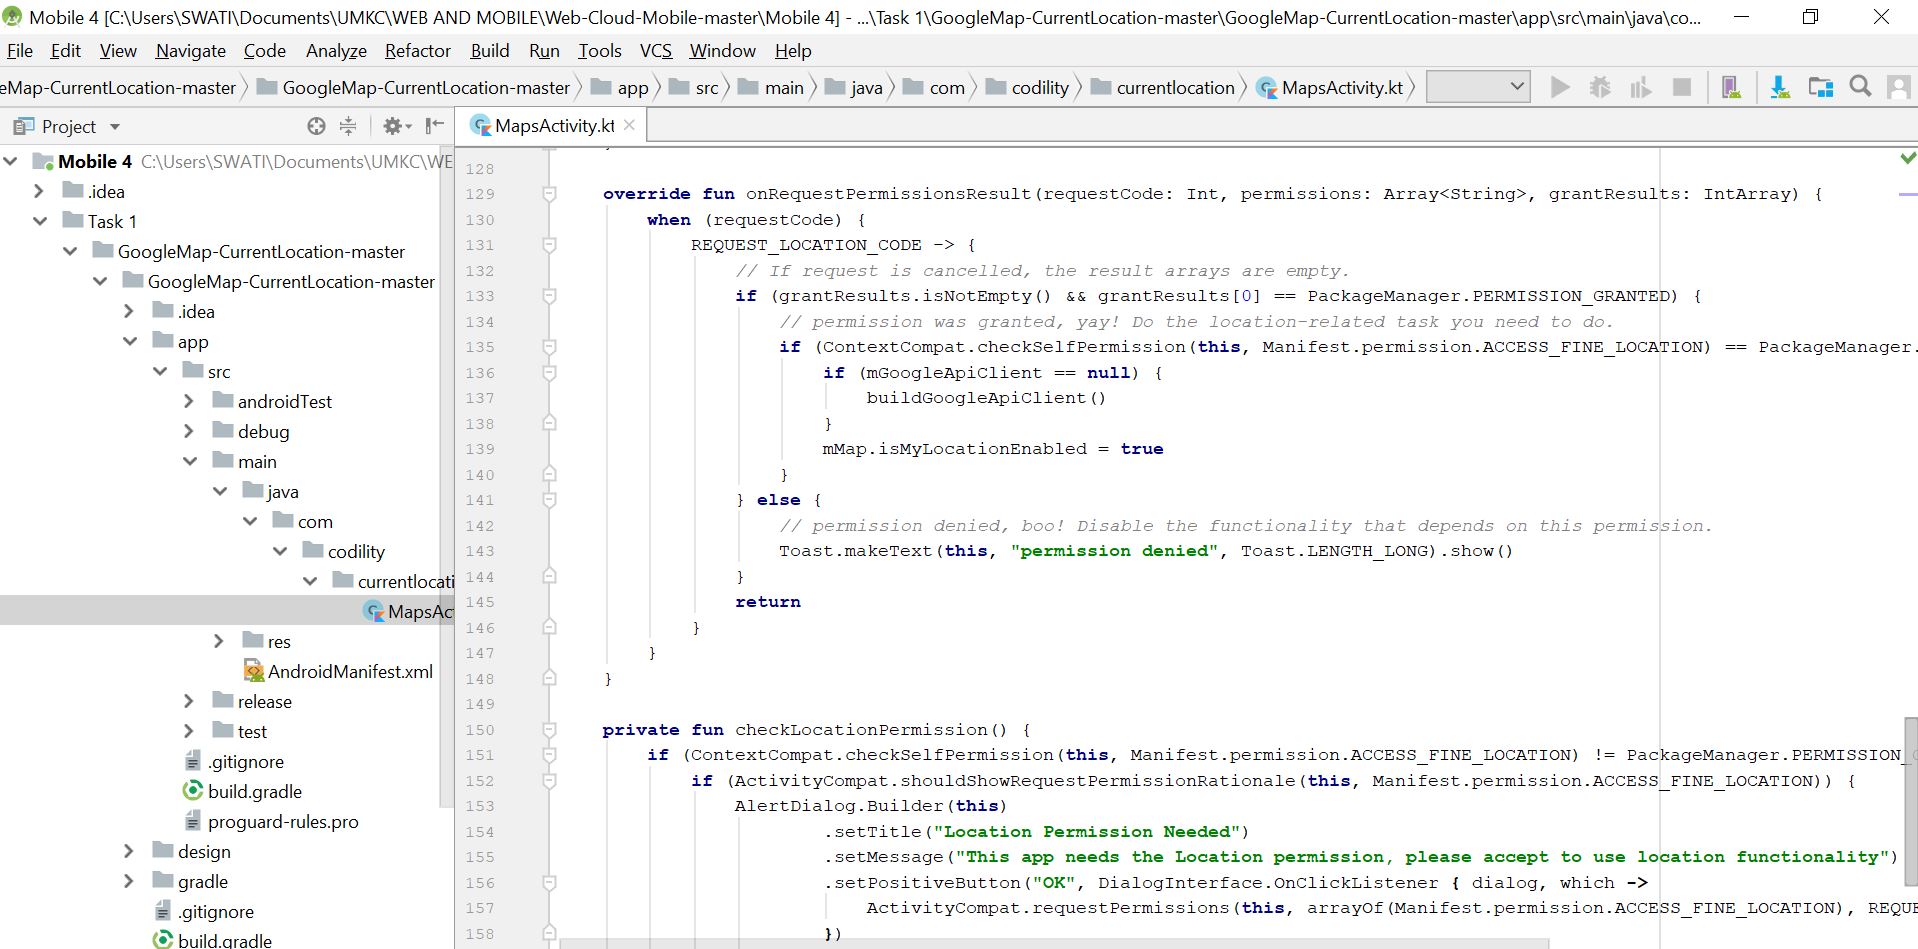 Mobile 4 [C:\Users\SWATI\Documents\UMKC\WEB AND MOBILE\Web-Cloud-Mobile-master\Mobile 4] - ...\Task 1\GoogleMap-CurrentLocation-master\GoogleMap-CurrentLocation-master\app\src\main\java\co...
File Edit View Navigate Code Analyze Refactor Build Run Tools VCS Window Help
eMap-CurrentLocation-master GoogleMap-CurrentLocation-master app src main java com codility currentlocation MapsActivity.kt
Project
MapsActivity.kt
Mobile 4 C:\Users\SWATI\Documents\UMKC\WE
.idea
Task 1
GoogleMap-CurrentLocation-master
GoogleMap-CurrentLocation-master
.idea
app
src
androidTest
debug
main
java
com
codility
currentlocati
MapsAct
res
AndroidManifest.xml
release
test
.gitignore
build.gradle
proguard-rules.pro
design
gradle
.gitignore
build.gradle
128
129 override fun onRequestPermissionsResult(requestCode: Int, permissions: Array<String>, grantResults: IntArray) {
130 when (requestCode) {
131 REQUEST_LOCATION_CODE -> {
132 // If request is cancelled, the result arrays are empty.
133 if (grantResults.isNotEmpty() && grantResults[0] == PackageManager.PERMISSION_GRANTED) {
134 // permission was granted, yay! Do the location-related task you need to do.
135 if (ContextCompat.checkSelfPermission(this, Manifest.permission.ACCESS_FINE_LOCATION) == PackageManager.
136 if (mGoogleApiClient == null) {
137 buildGoogleApiClient()
138 }
139 mMap.isMyLocationEnabled = true
140 }
141 } else {
142 // permission denied, boo! Disable the functionality that depends on this permission.
143 Toast.makeText(this, "permission denied", Toast.LENGTH_LONG).show()
144 }
145 return
146 }
147 }
148 }
149
150 private fun checkLocationPermission() {
151 if (ContextCompat.checkSelfPermission(this, Manifest.permission.ACCESS_FINE_LOCATION) != PackageManager.PERMISSION_
152 if (ActivityCompat.shouldShowRequestPermissionRationale(this, Manifest.permission.ACCESS_FINE_LOCATION)) {
153 AlertDialog.Builder(this)
154 .setTitle("Location Permission Needed")
155 .setMessage("This app needs the Location permission, please accept to use location functionality")
156 .setPositiveButton("OK", DialogInterface.OnClickListener { dialog, which ->
157 ActivityCompat.requestPermissions(this, arrayOf(Manifest.permission.ACCESS_FINE_LOCATION), REQUE
158 })